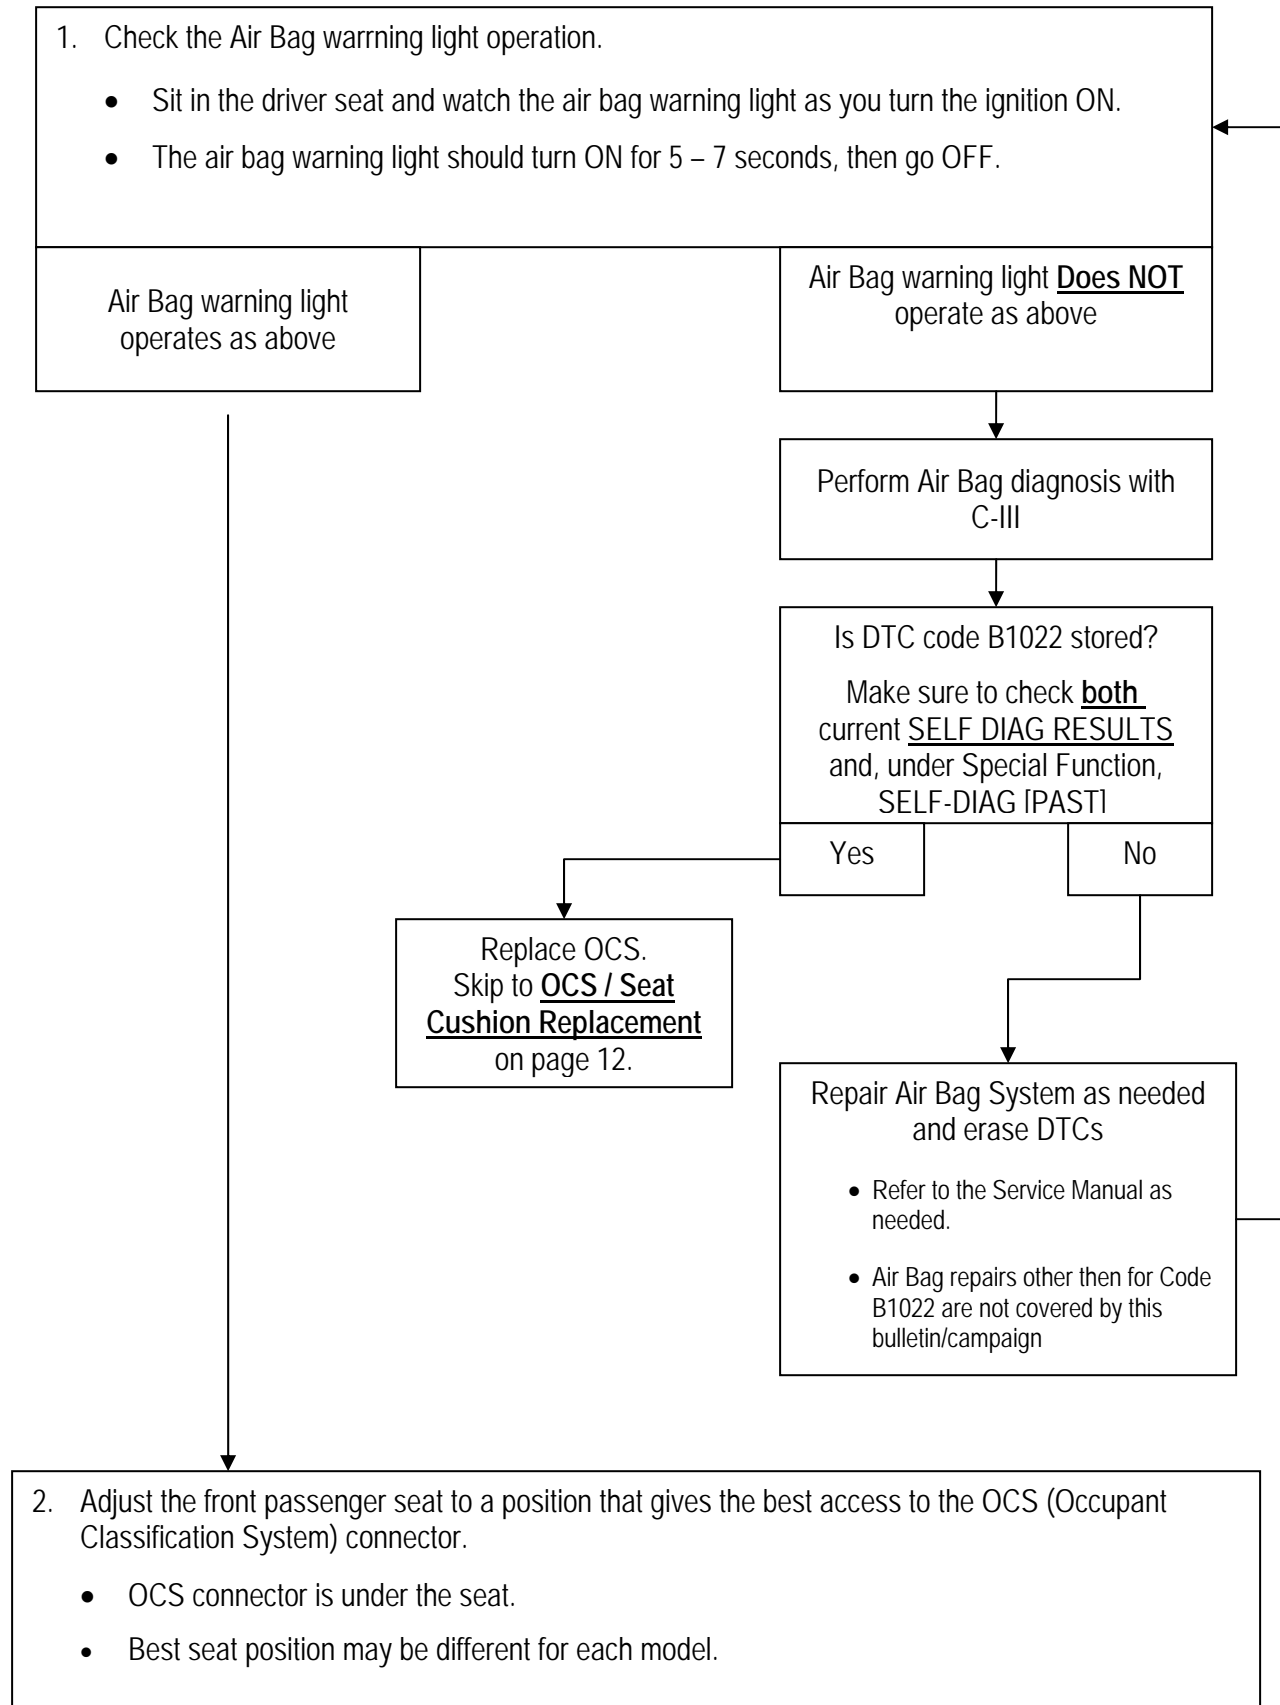 1. Check the Air Bag warrning light operation.
• Sit in the driver seat and watch the air bag warning light as you turn the ignition ON.
• The air bag warning light should turn ON for 5 – 7 seconds, then go OFF.
Air Bag warning light
operates as above
Air Bag warning light Does NOT
operate as above
Perform Air Bag diagnosis with
C-III
Is DTC code B1022 stored?
Make sure to check both
current SELF DIAG RESULTS
and, under Special Function,
SELF-DIAG [PAST]
Yes
No
Replace OCS.
Skip to OCS / Seat
Cushion Replacement
on page 12.
Repair Air Bag System as needed
and erase DTCs
• Refer to the Service Manual as
needed.
• Air Bag repairs other then for Code
B1022 are not covered by this
bulletin/campaign
2. Adjust the front passenger seat to a position that gives the best access to the OCS (Occupant
Classification System) connector.
• OCS connector is under the seat.
• Best seat position may be different for each model.